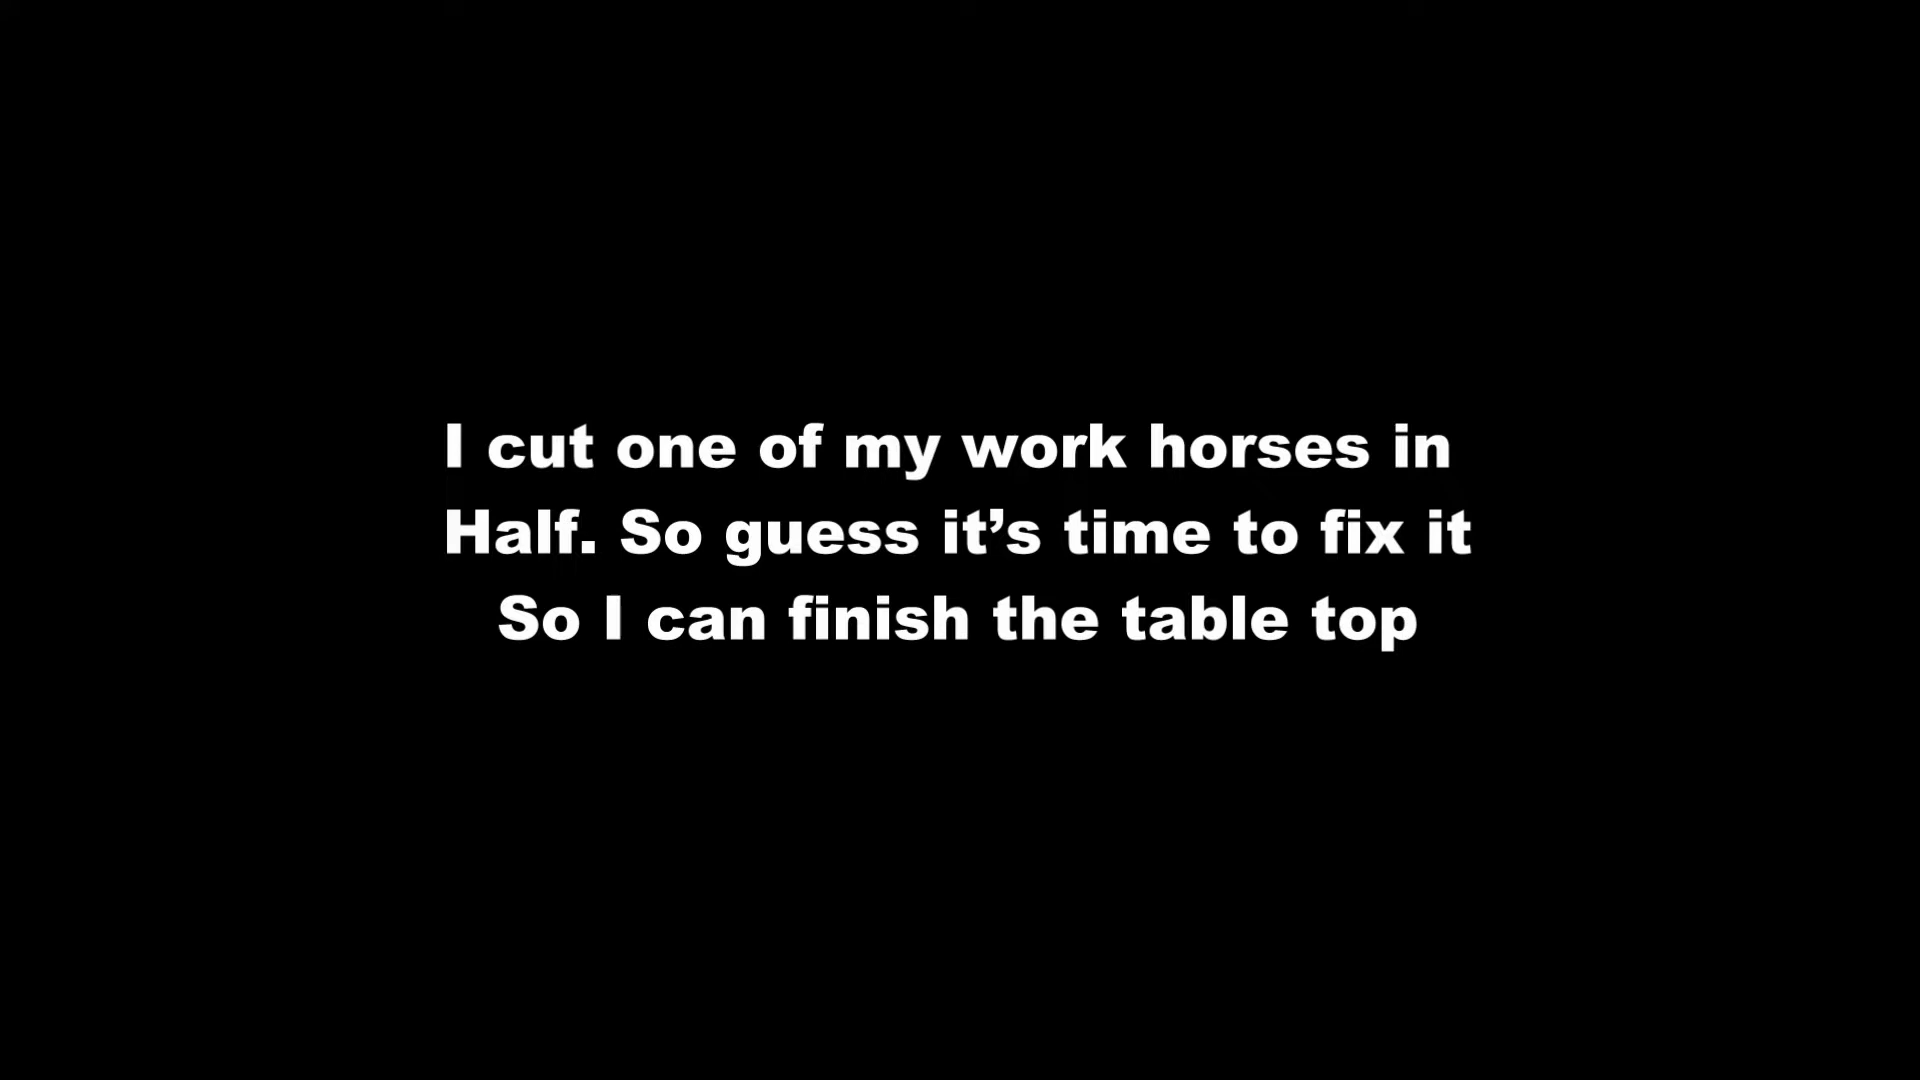 I cut one of my work horses in
Half. So guess it’s time to fix it
So I can finish the table top